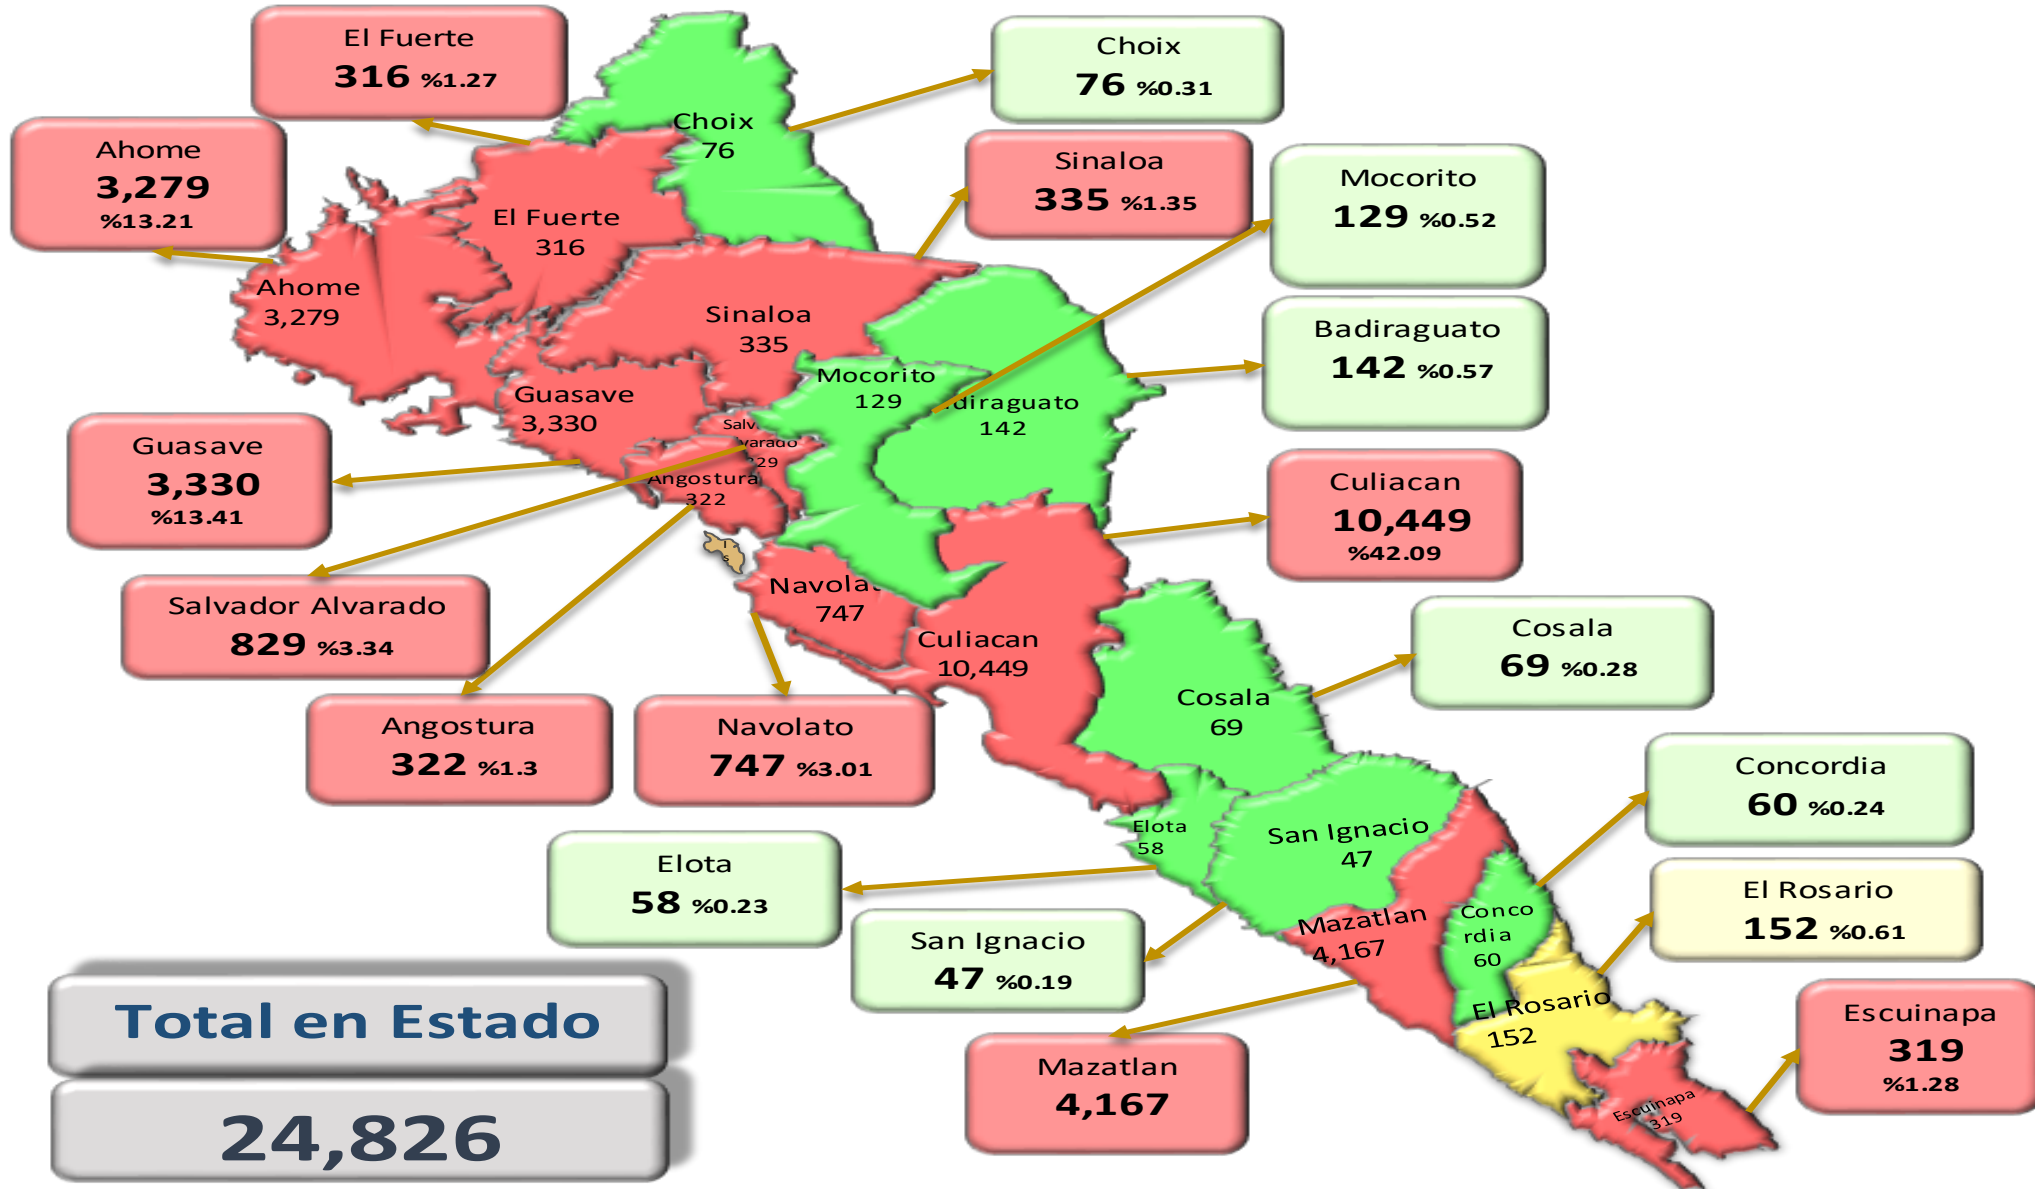 El Fuerte
316 %1.27
Choix
76 %0.31
Ahome
3,279
%13.21
Sinaloa
335 %1.35
Mocorito
129 %0.52
Badiraguato
142 %0.57
Guasave
3,330
%13.41
Culiacan
10,449
%42.09
Salvador Alvarado
829 %3.34
Angostura
322 %1.3
Navolato
747 %3.01
Cosala
69 %0.28
Concordia
60 %0.24
Elota
58 %0.23
San Ignacio
47 %0.19
El Rosario
152 %0.61
Mazatlan
4,167
Escuinapa
319
%1.28
Choix
76
El Fuerte
316
Ahome
3,279
Sinaloa
335
Mocorito
129
diraguato
142
Guasave
3,330
Salv
varado
29
Angostura
322
Navolat
747
Culiacan
10,449
Cosala
69
Elota
58
San Ignacio
47
Mazatlan
4,167
Conco
rdia
60
El Rosario
152
Escuinapa
319
Total en Estado
24,826